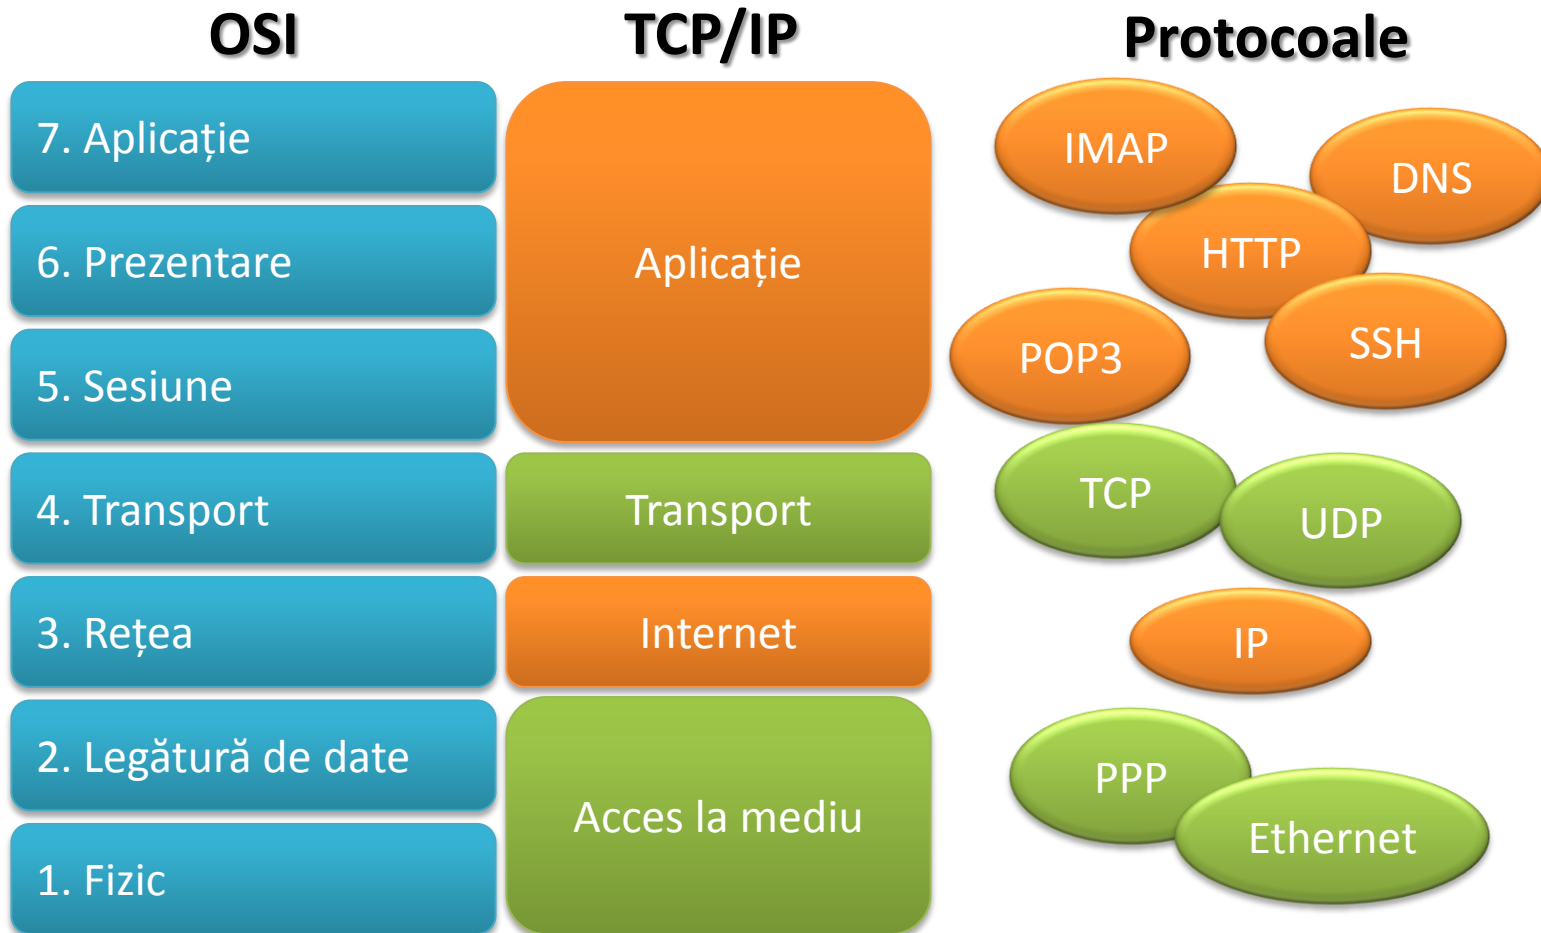 OSI
TCP/IP
Protocoale
7. Aplicație
6. Prezentare
5. Sesiune
4. Transport
3. Rețea
2. Legătură de date
1. Fizic
Aplicație
Transport
Internet
Acces la mediu
IMAP
DNS
HTTP
SSH
POP3
TCP
UDP
IP
PPP
Ethernet